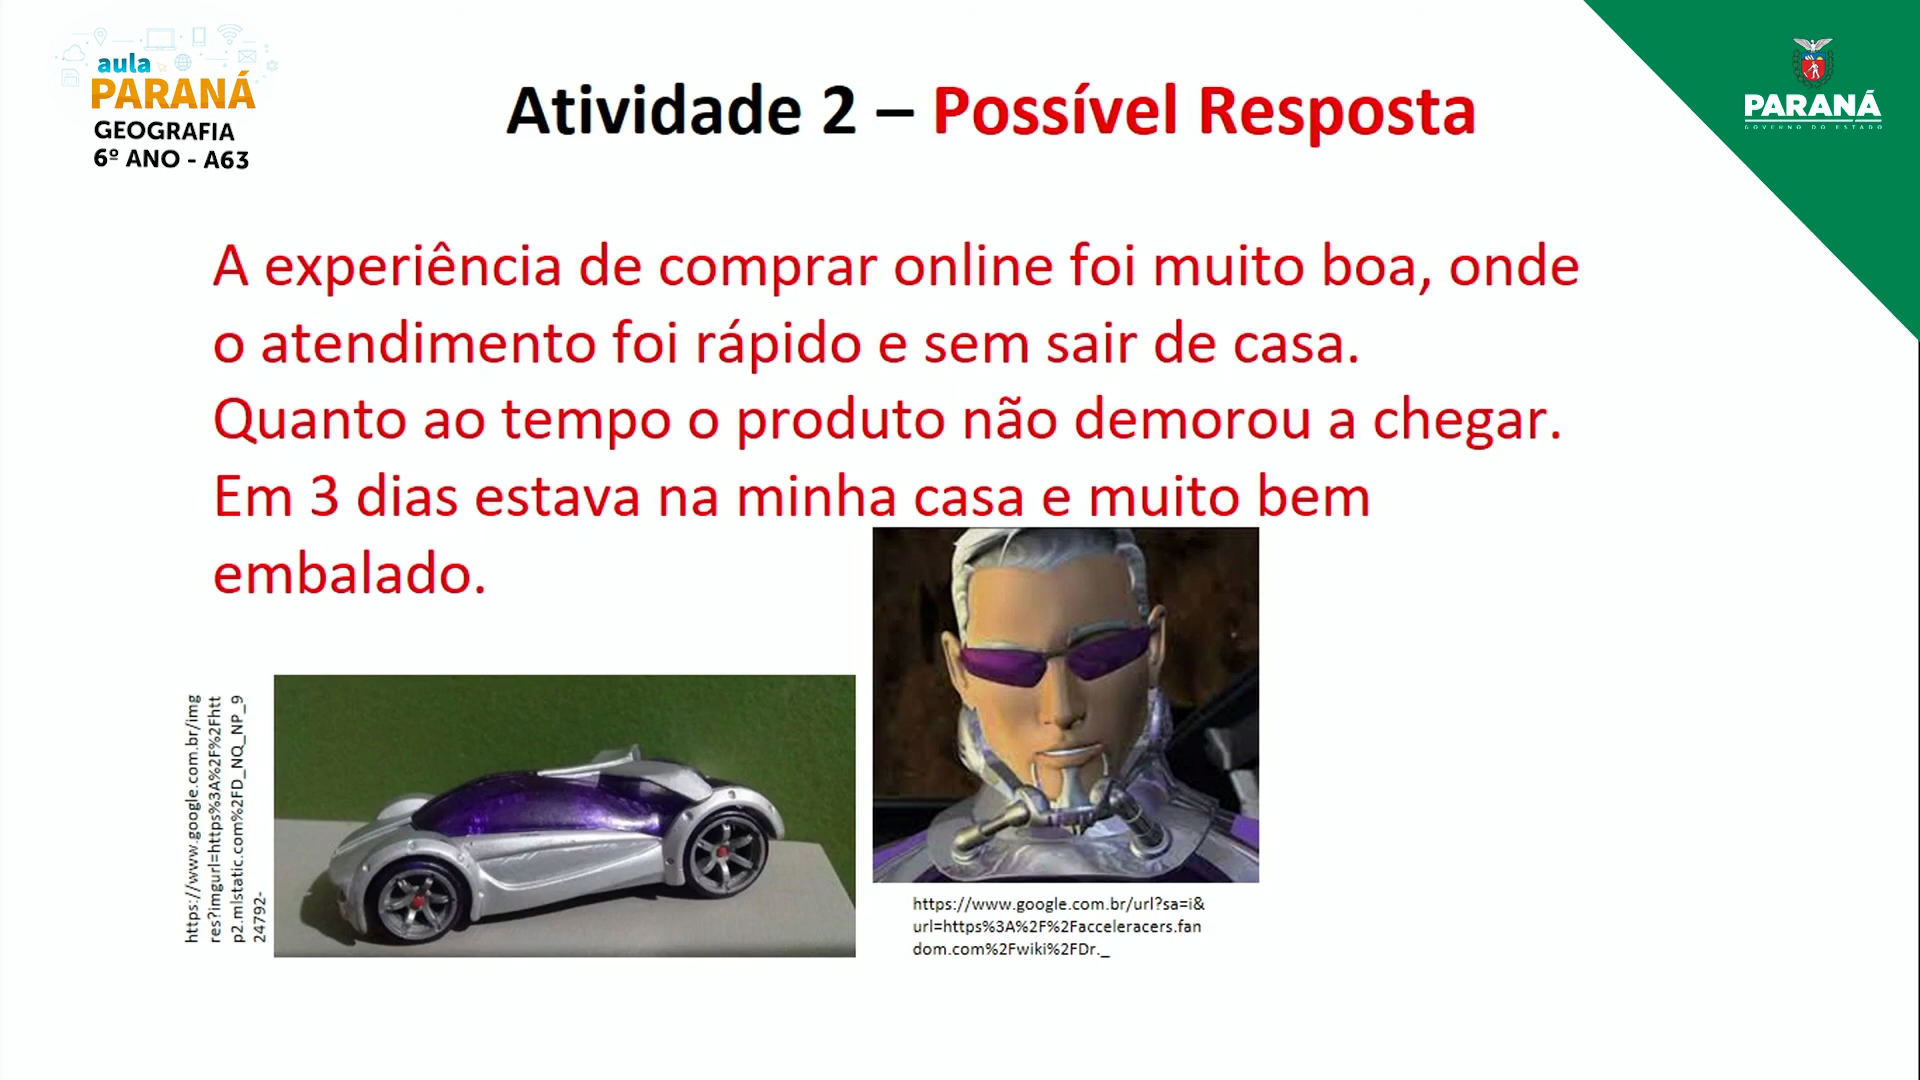 aula
PARANÁ
GEOGRAFIA
6º ANO - A63
Atividade 2 – Possível Resposta
PARANÁ
GOVERNO DO ESTADO
A experiência de comprar online foi muito boa, onde
o atendimento foi rápido e sem sair de casa.
Quanto ao tempo o produto não demorou a chegar.
Em 3 dias estava na minha casa e muito bem
embalado.
https://www.google.com.br/img
res?imgurl=https%3A%2F%2Fhtt
p2.mlstatic.com%2FD_NQ_NP_9
24792-
https://www.google.com.br/url?sa=i&
url=https%3A%2F%2Facceleracers.fan
dom.com%2Fwiki%2FDr._